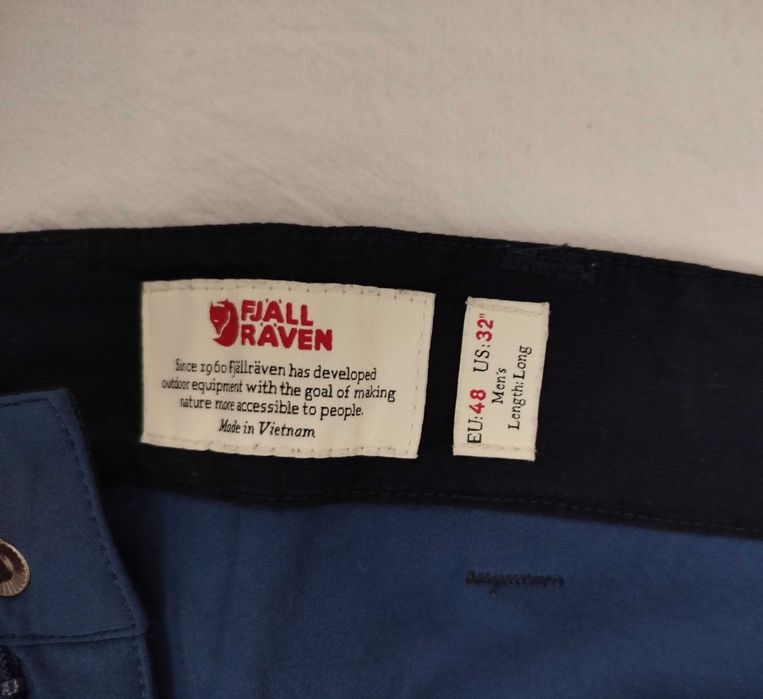 FJÄLL
RÄVEN
Since 1960 Fjällräven has developed
outdoor equipment with the goal of making
nature more accessible to people.
Made in Vietnam
EU:48 US:32"
Men's
Length: Long